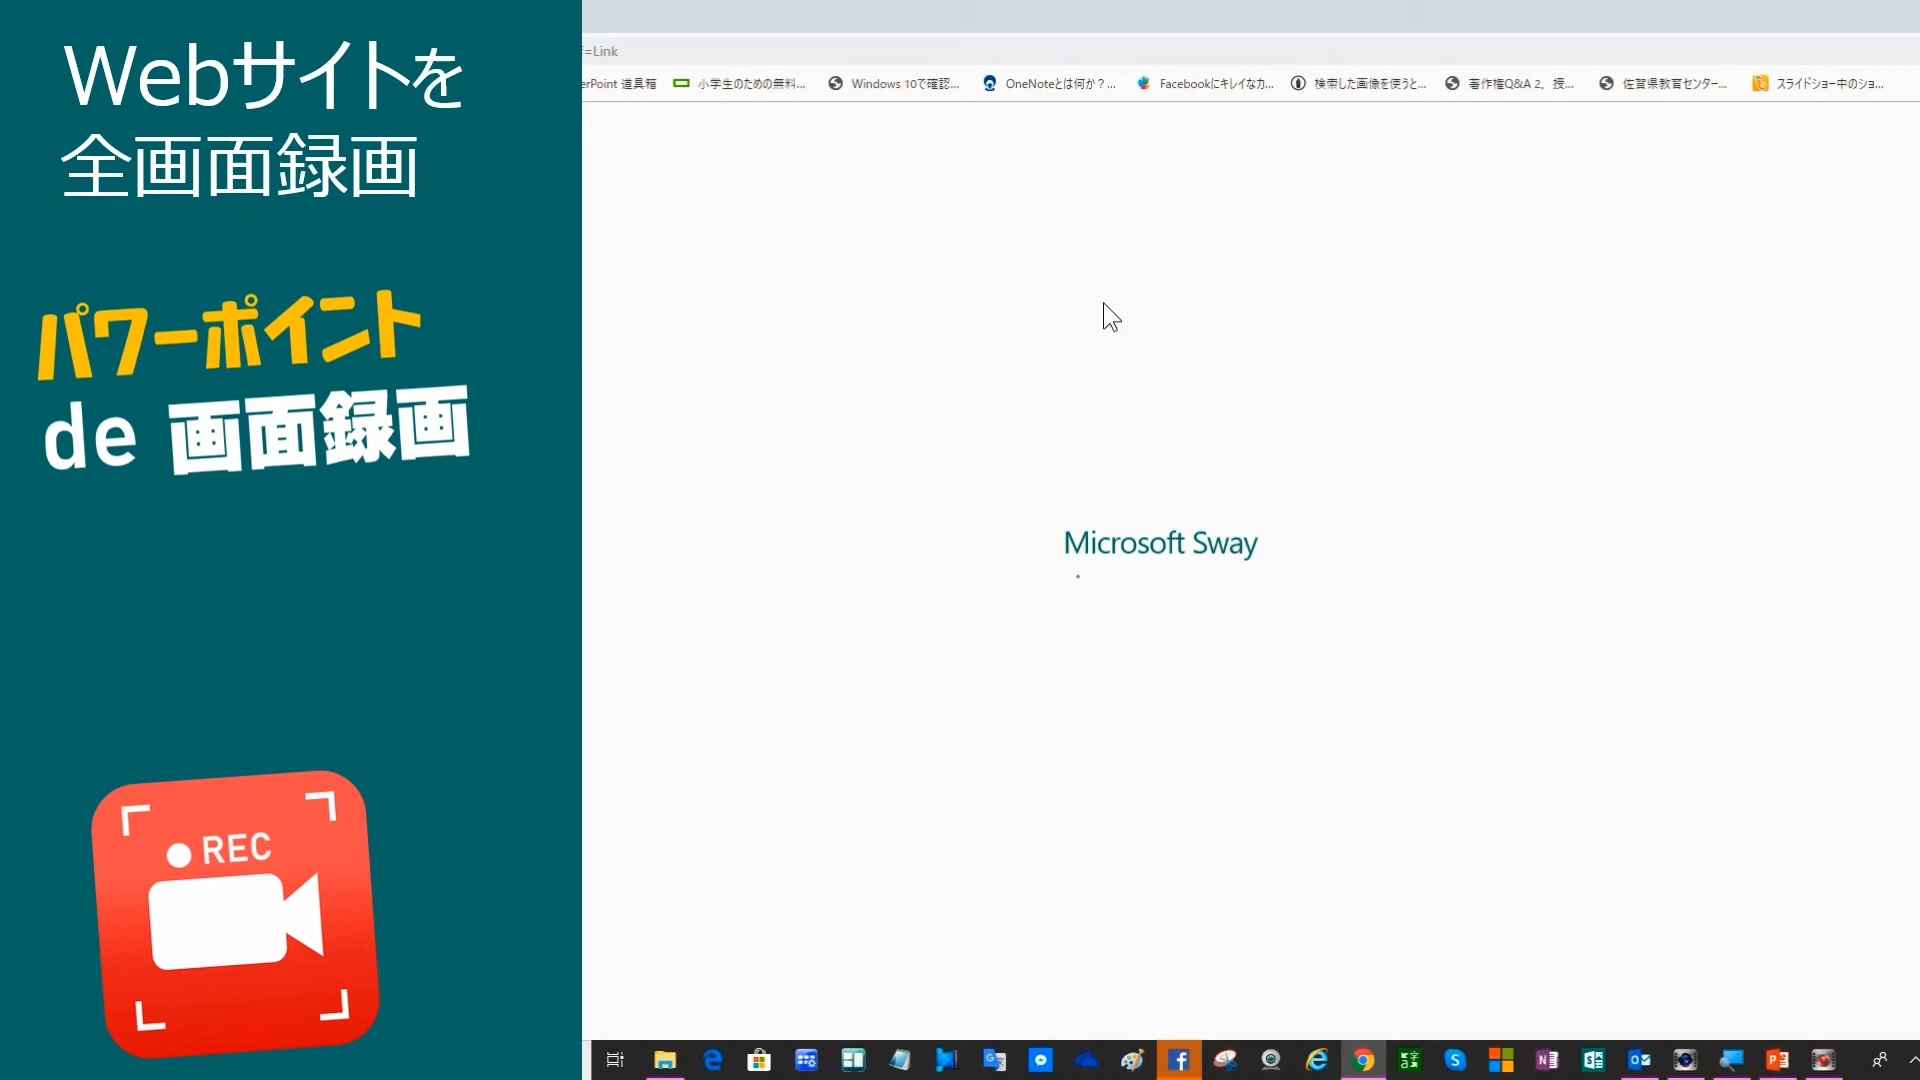 Webサイトを
全画面録画
パワーポイント
de 画面録画
REC
f=Link
erPoint 道具箱
小学生のための無料...
Windows 10で確認...
OneNoteとは何か？...
Facebookにキレイなカ...
検索した画像を使うと...
著作権Q&A 2，授...
佐賀県教育センター...
スライドショー中のショ...
Microsoft Sway